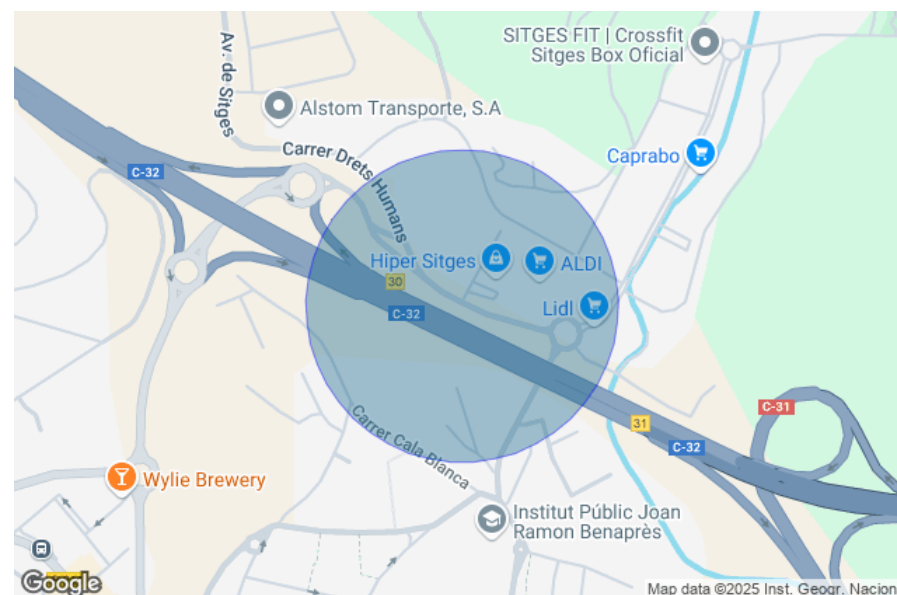 SITGES FIT | Crossfit
Sitges Box Oficial
Av. de Sitges
Alstom Transporte, S.A
Carrer Drets Humans
Caprabo
C-32
Hiper Sitges
ALDI
30
C-32
Lidl
C-31
31
C-32
Carrer Cala Blanca
Wylie Brewery
Institut Públic Joan
Ramon Benaprès
Google
Map data ©2025 Inst. Geogr. Nacion